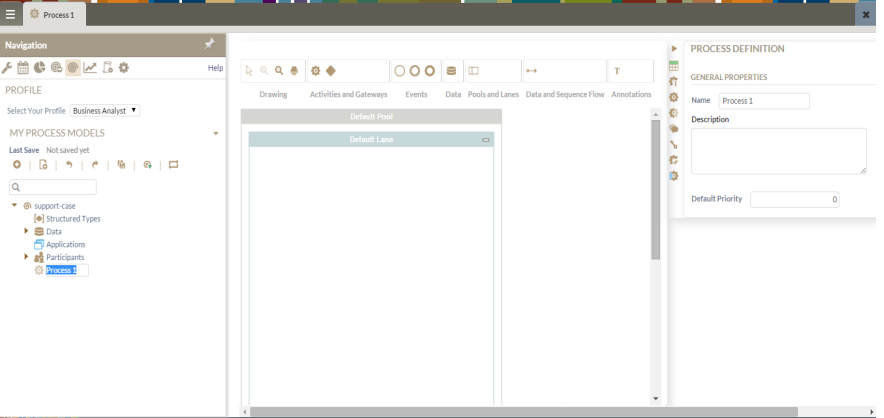 Process 1
Navigation
Help
PROFILE
Select Your Profile Business Analyst
MY PROCESS MODELS
Last Save Not saved yet
support-case
Structured Types
Data
Applications
Participants
Process 1
Drawing Activities and Gateways Events Data Pools and Lanes Data and Sequence Flow Annotations
T
Default Pool
Default Lane
PROCESS DEFINITION
GENERAL PROPERTIES
Name Process 1
Description
Default Priority 0